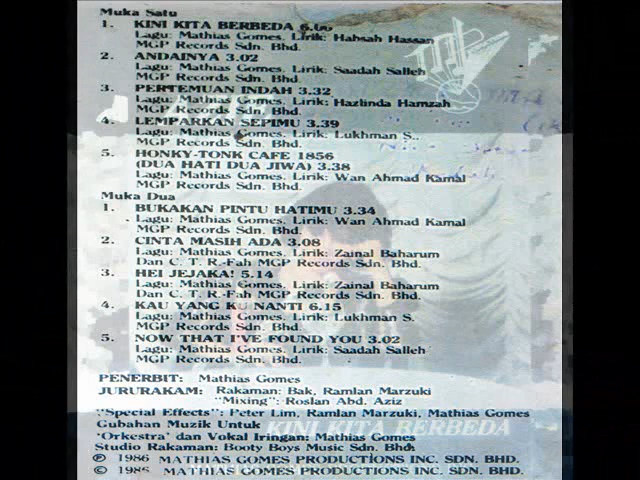 Muka Satu
1. KINI KITA BERBEDA 6.06
Lagu: Mathias Gomes. Lirik: Habsah Hassan
MGP Records Sdn. Bhd.
2. ANDAINYA 3.02
Lagu: Mathias Gomes. Lirik: Saadah Salleh
MGP Records Sdn. Bhd.
3. PERTEMUAN INDAH 3.32
Lagu: Mathias Gomes. Lirik: Hazlinda Hamzah
MGP Records Sdn. Bhd.
4. LEMPARKAN SEPIMU 3.39
Lagu: Mathias Gomes. Lirik: Lukhman S..
MGP Records Sdn. Bhd.
5. HONKY-TONK CAFE 1856
(DUA HATI DUA JIWA) 3.38
Lagu: Mathias Gomes. Lirik: Wan Ahmad Kamal
MGP Records Sdn. Bhd.
Muka Dua
1. BUKAKAN PINTU HATIMU 3.34
Lagu: Mathias Gomes. Lirik: Wan Ahmad Kamal
MGP Records Sdn. Bhd.
2. CINTA MASIH ADA 3.08
Lagu: Mathias Gomes. Lirik: Zainal Baharum
Dan C. T. R-Fah MGP Records Sdn. Bhd.
3. HEI JEJAKA! 5.14
Lagu: Mathias Gomes. Lirik: Zainal Baharum
Dan C. T. R-Fah MGP Records Sdn. Bhd.
4. KAU YANG KU NANTI 6.15
Lagu: Mathias Gomes. Lirik: Lukhman S.
MGP Records Sdn. Bhd.
5. NOW THAT I'VE FOUND YOU 3.02
Lagu: Mathias Gomes. Lirik: Saadah Salleh
MGP Records Sdn. Bhd.
PENERBIT: Mathias Gomes
JURURAKAM: Rakaman: Bak, Ramlan Marzuki
"Mixing": Roslan Abd. Aziz
"Special Effects": Peter Lim, Ramlan Marzuki, Mathias Gomes
Gubahan Muzik Untuk
'Orkestra' dan Vokal Iringan: Mathias Gomes
KINI KITA BERBEDA
Studio Rakaman: Booty Boys Music Sdn. Bhd.
℗ 1986 MATHIAS GOMES PRODUCTIONS INC. SDN. BHD.
© 1986 MATHIAS GOMES PRODUCTIONS INC. SDN. BHD.